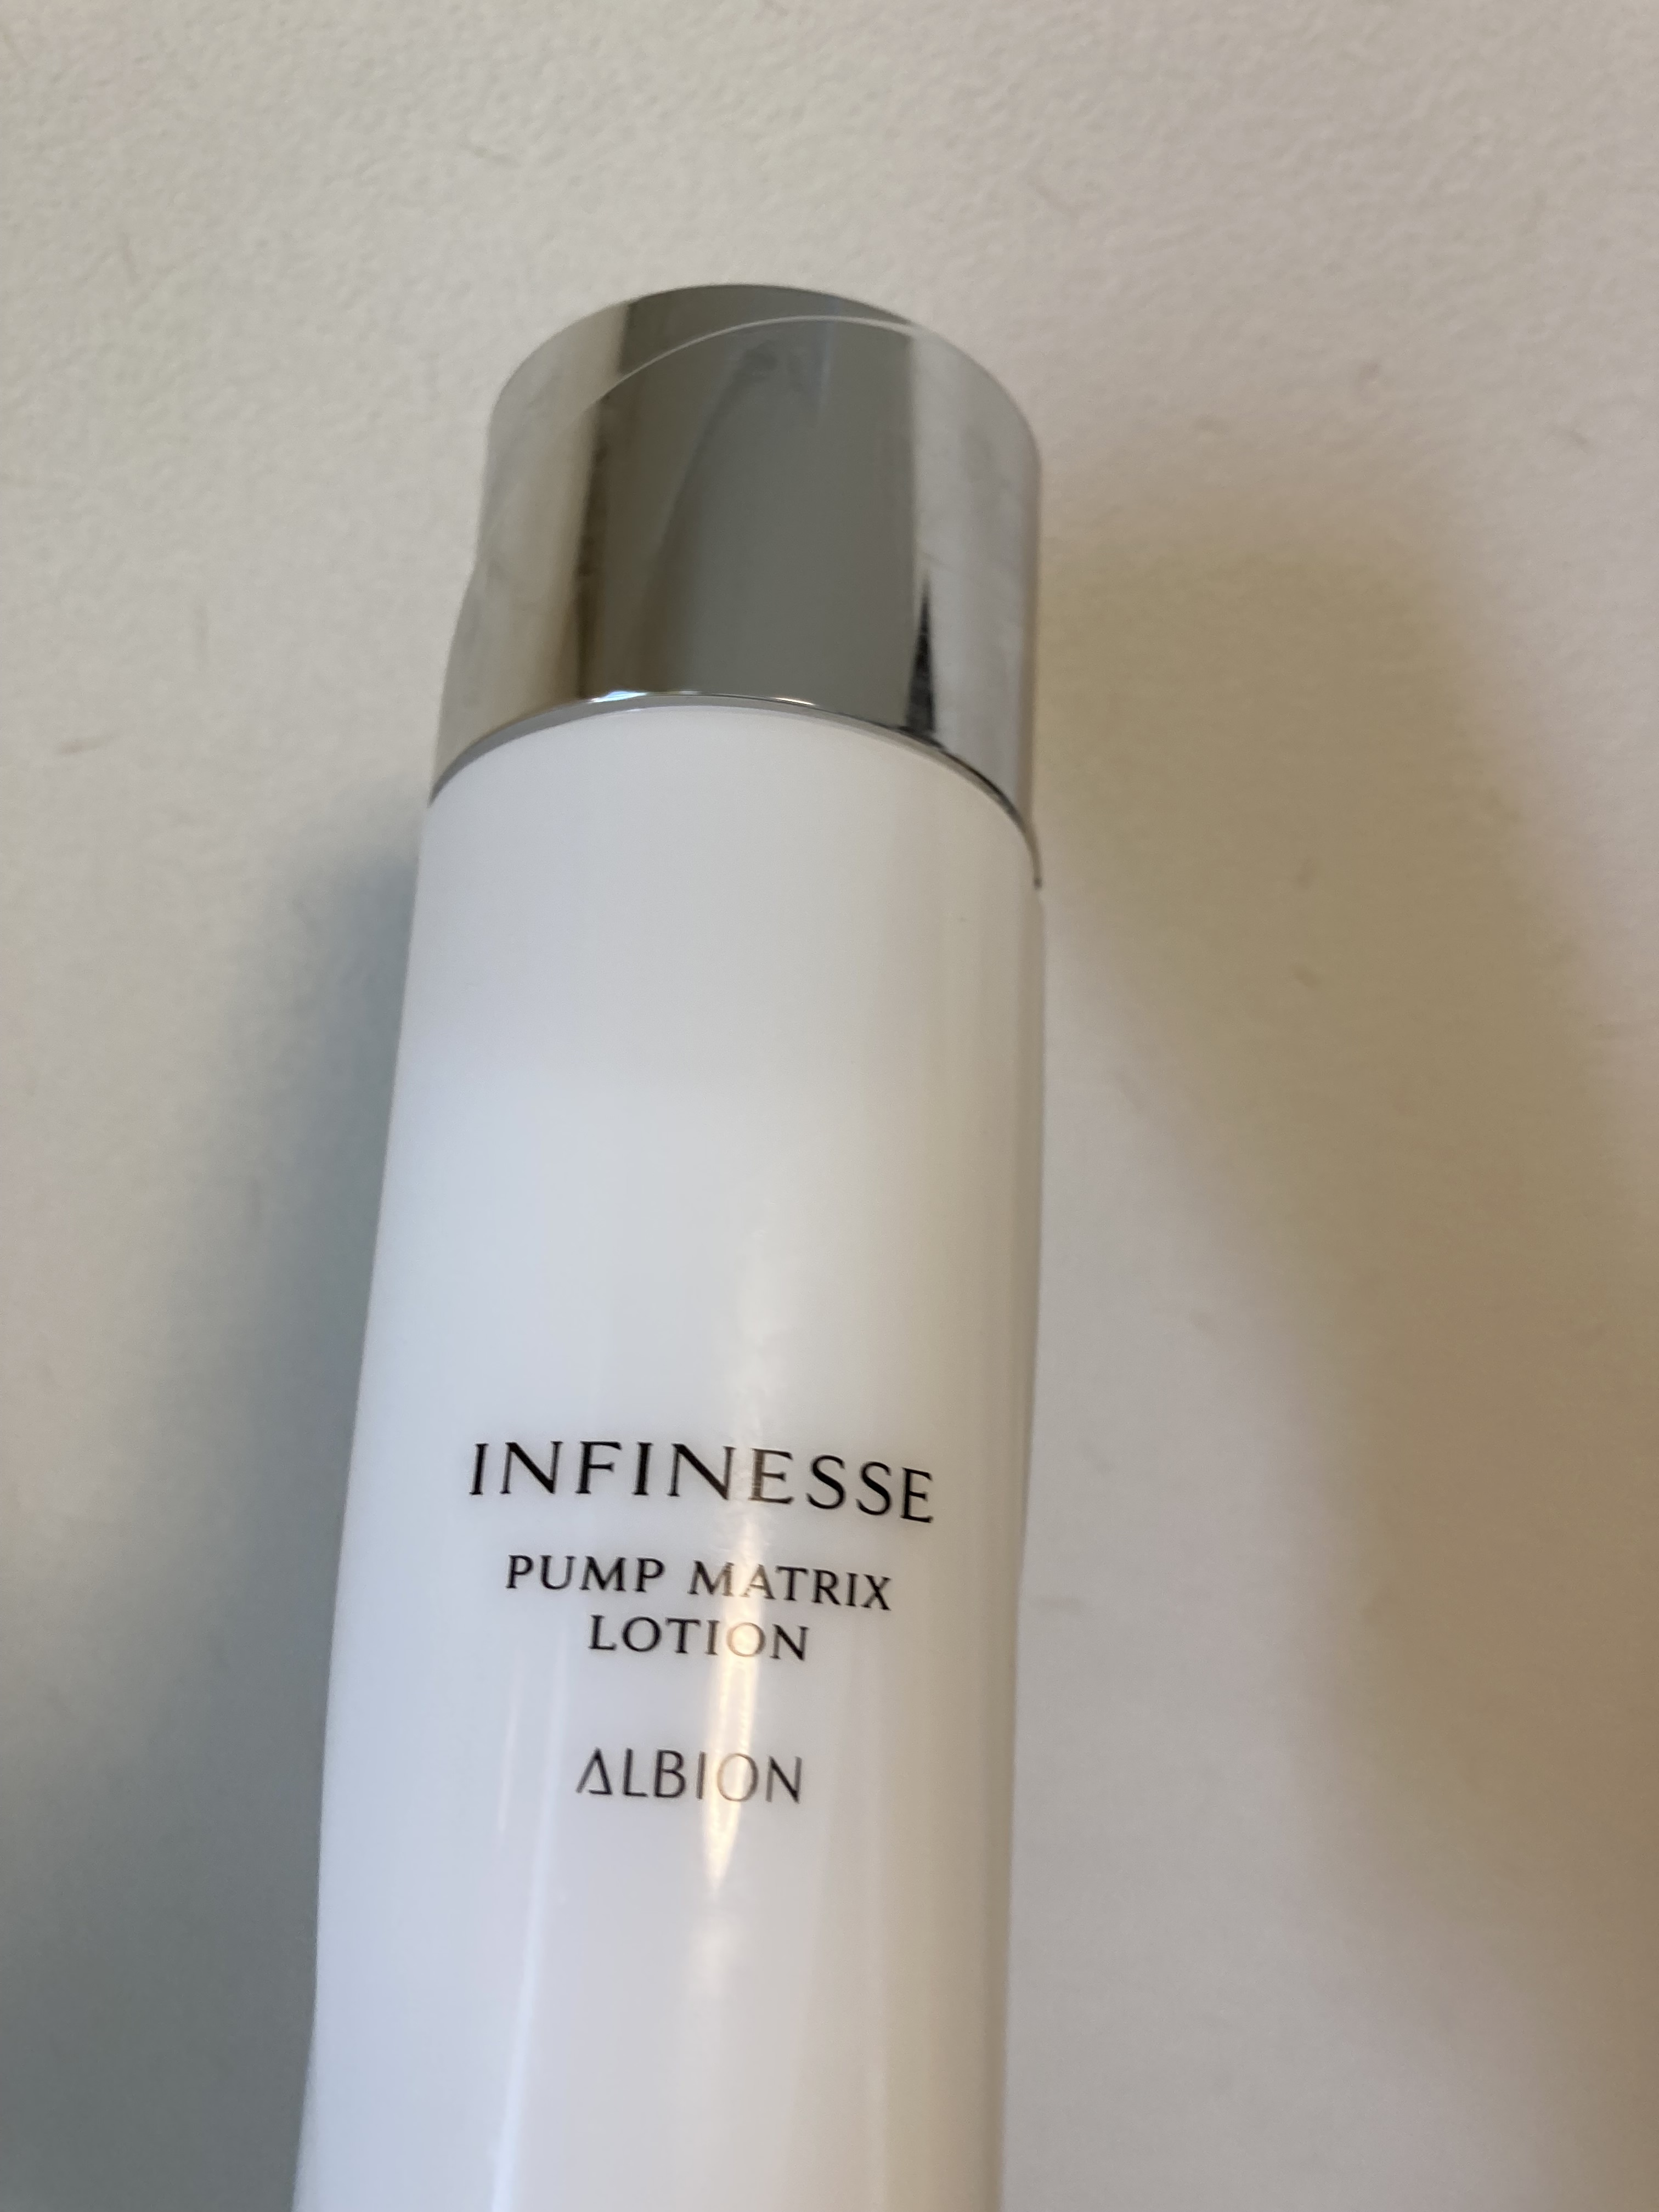 INFINESSE
PUMP MATRIX
LOTION
ALBION